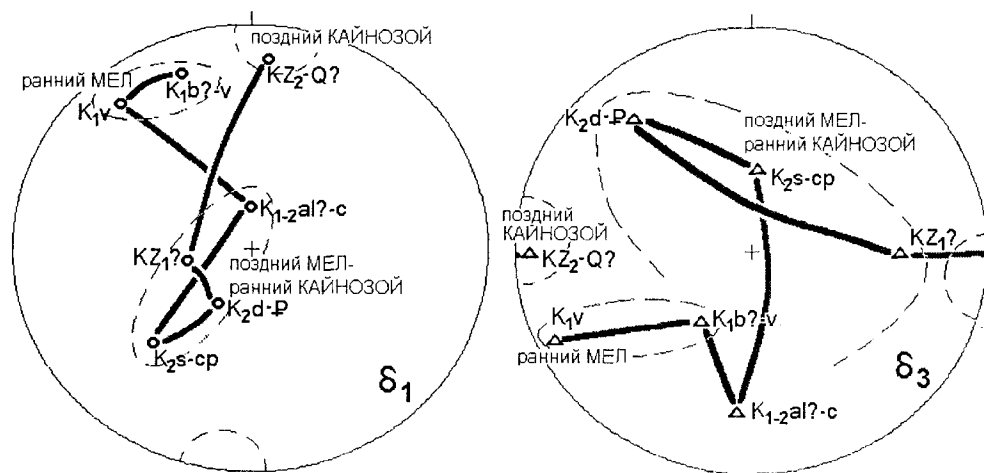 поздний КАЙНОЗОЙ
KZ₂-Q?
ранний МЕЛ
K₁b?-v
K₁v
K₁₋₂al?-c
KZ₁?
поздний МЕЛ-
ранний КАЙНОЗОЙ
K₂d-₽
K₂s-cp
δ₁
K₂d-₽
поздний МЕЛ-
ранний КАЙНОЗОЙ
K₂s-cp
поздний
КАЙНОЗОЙ
KZ₂-Q?
KZ₁?
K₁v
K₁b?-v
ранний МЕЛ
K₁₋₂al?-c
δ₃